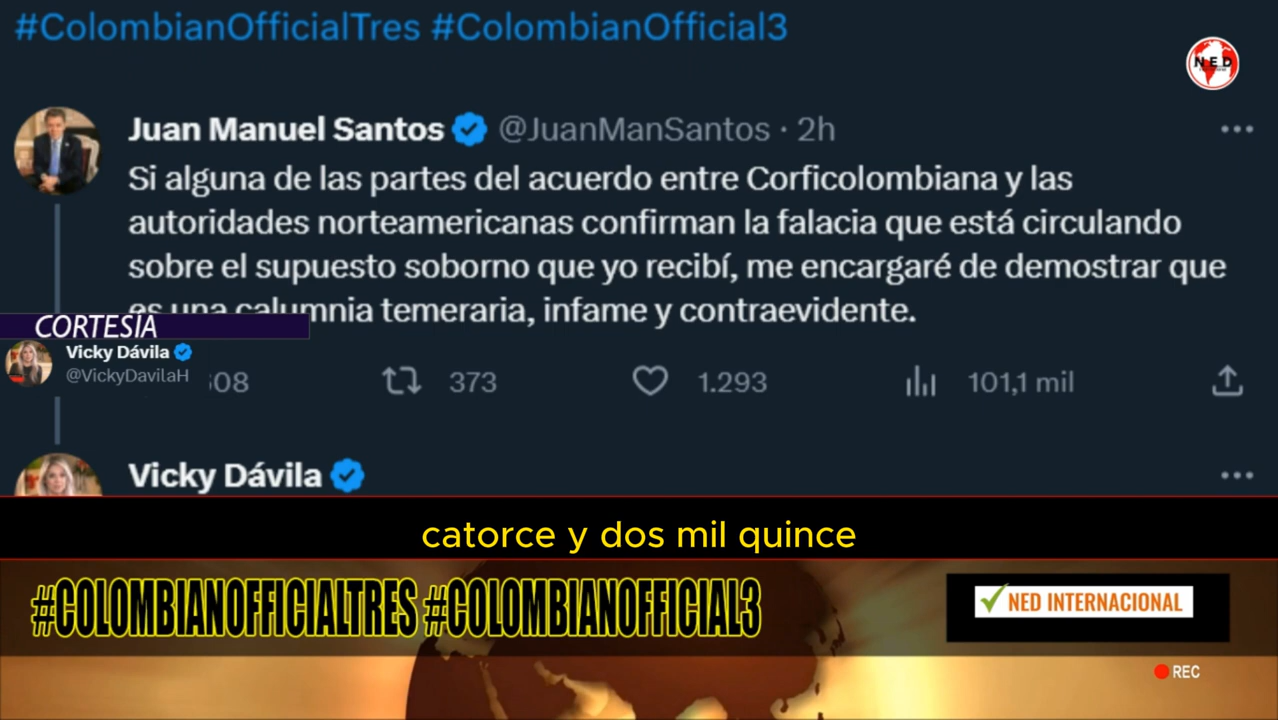 #ColombianOfficialTres #ColombianOfficial3
NED
Juan Manuel Santos @JuanManSantos · 2h
Si alguna de las partes del acuerdo entre Corficolombiana y las
autoridades norteamericanas confirman la falacia que está circulando
sobre el supuesto soborno que yo recibí, me encargaré de demostrar que
es una calumnia temeraria, infame y contraevidente.
CORTESÍA
Vicky Dávila
@VickyDavilaH
373 1.293 101,1 mil
Vicky Dávila
catorce y dos mil quince
#COLOMBIANOFFICIALTRES #COLOMBIANOFFICIAL3
NED INTERNACIONAL
REC